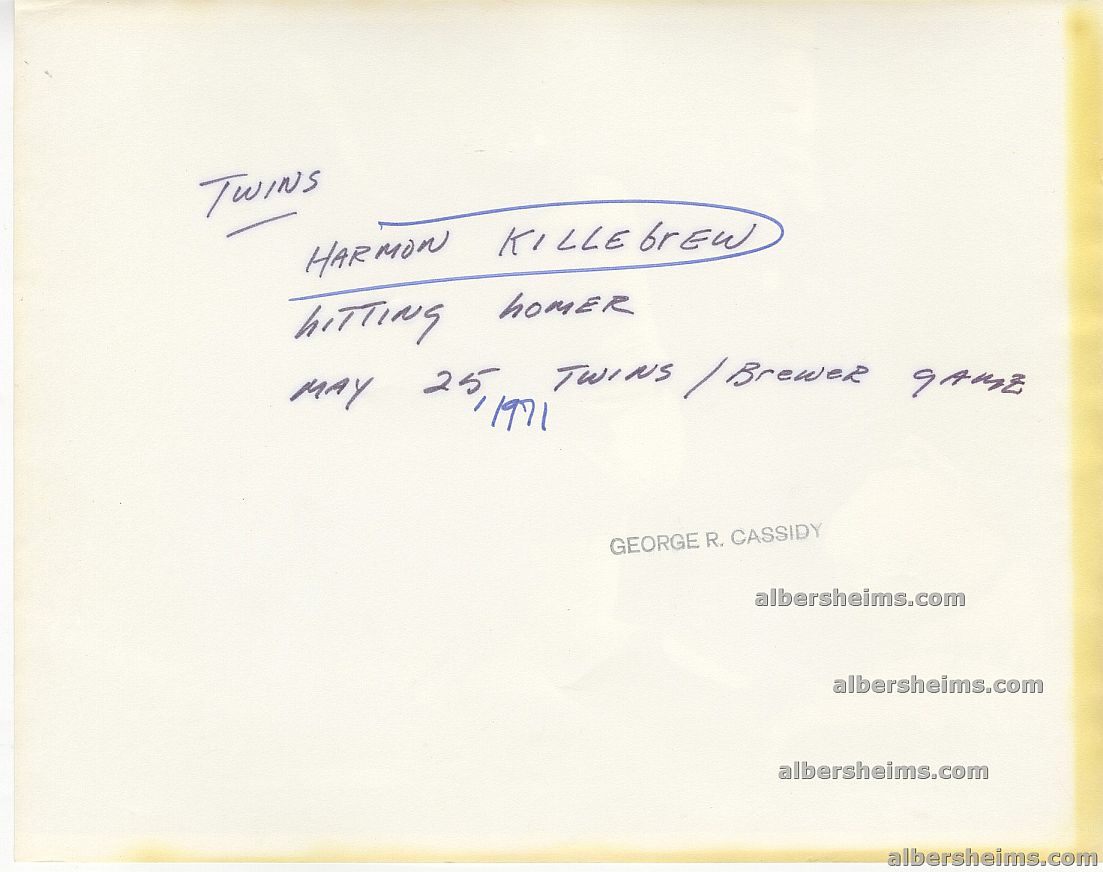 TWINS
HARMON KILLEbrEW
hITTING hOMER
MAY 25, TWINS / BrewER gAME
1971
GEORGE R. CASSIDY
albersheims.com
albersheims.com
albersheims.com
albersheims.com